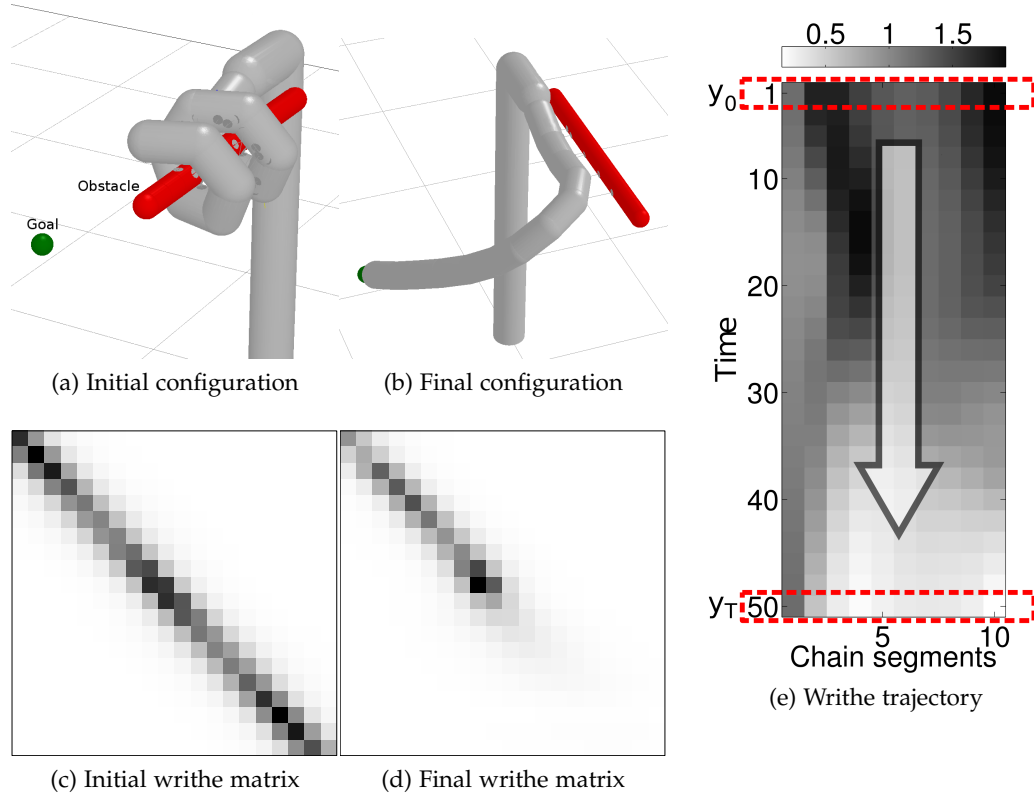 Obstacle
Goal
(a) Initial configuration
(b) Final configuration
(c) Initial writhe matrix
(d) Final writhe matrix
0.5 1 1.5
y0 1
10
20
30
40
yT 50
Time
5 10
Chain segments
(e) Writhe trajectory